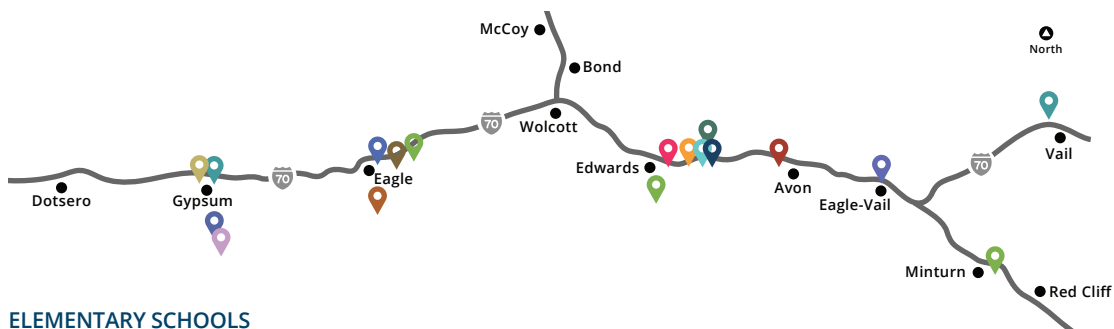 McCoy
Bond
North
70
Wolcott
Vail
70
Edwards
Eagle
70
Avon
Dotsero
Gypsum
Eagle-Vail
Minturn
Red Cliff
ELEMENTARY SCHOOLS